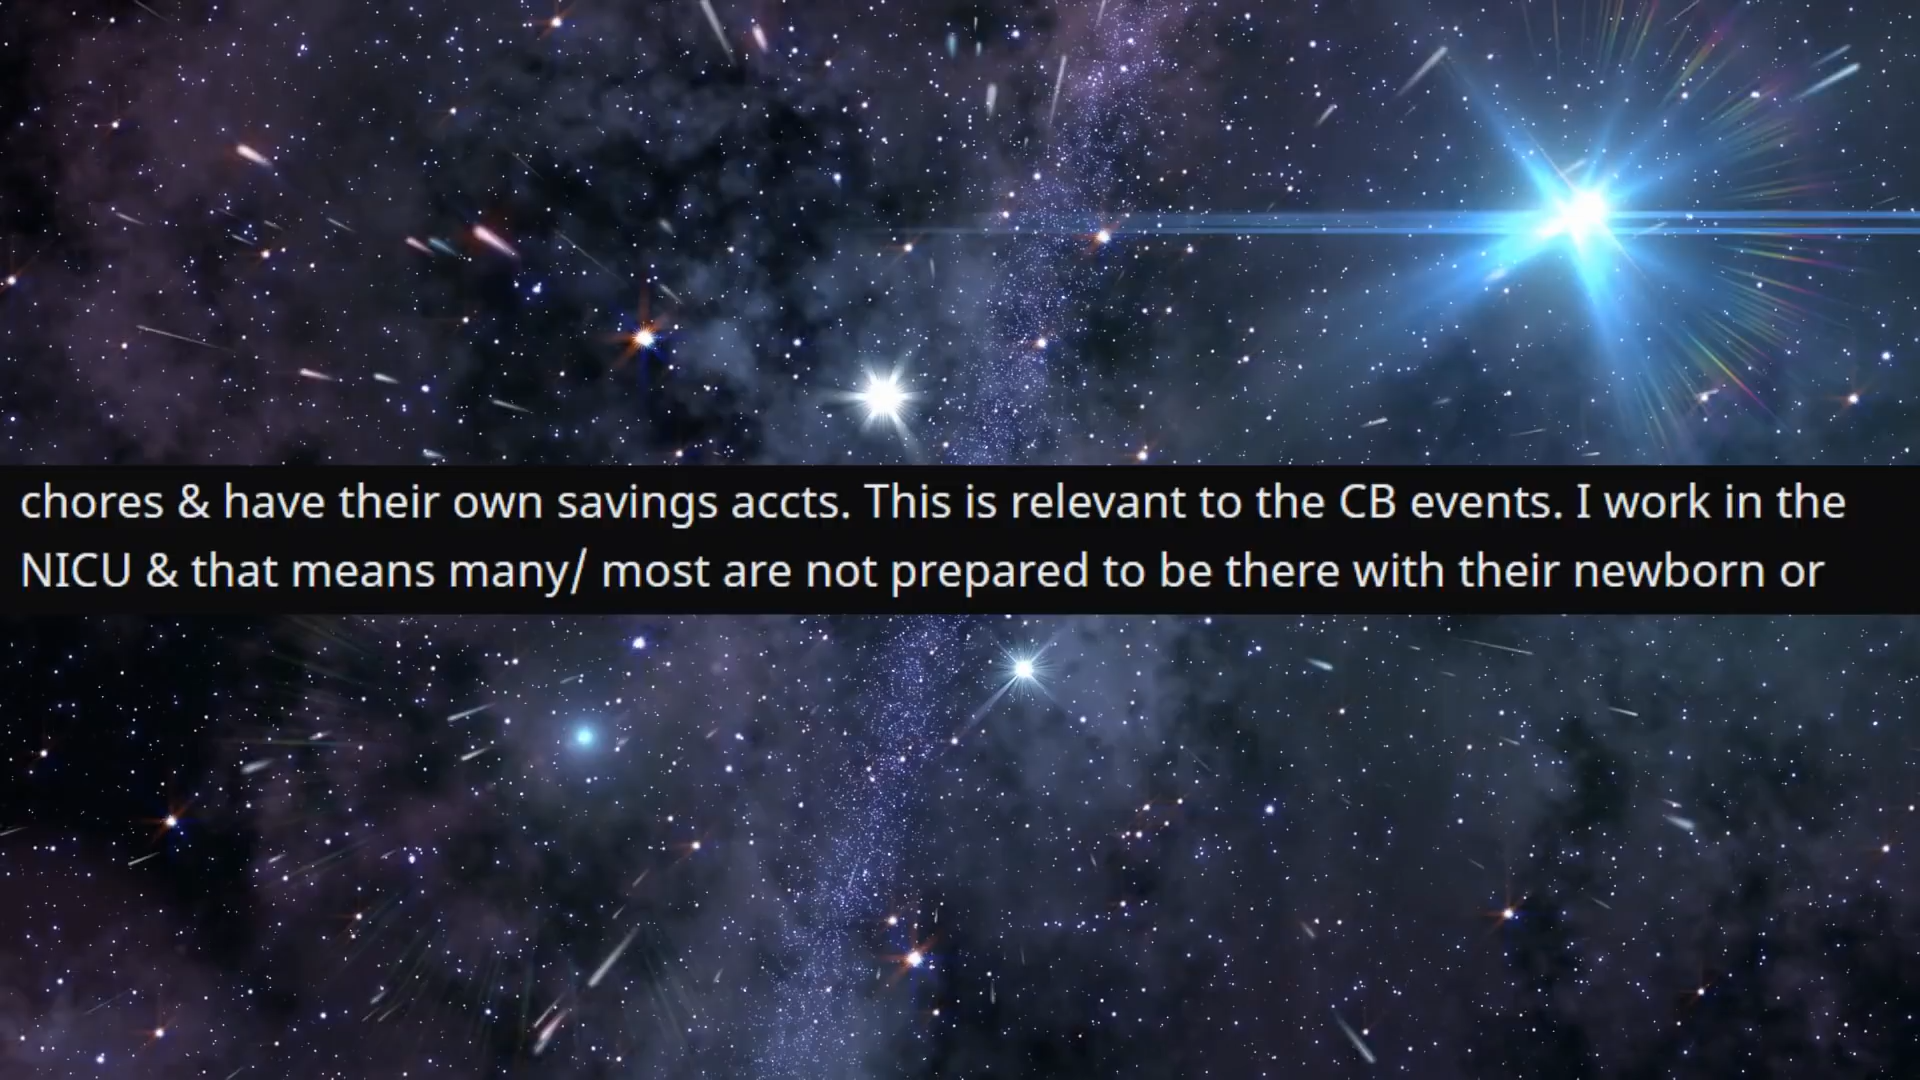 chores & have their own savings accts. This is relevant to the CB events. I work in the
NICU & that means many/ most are not prepared to be there with their newborn or